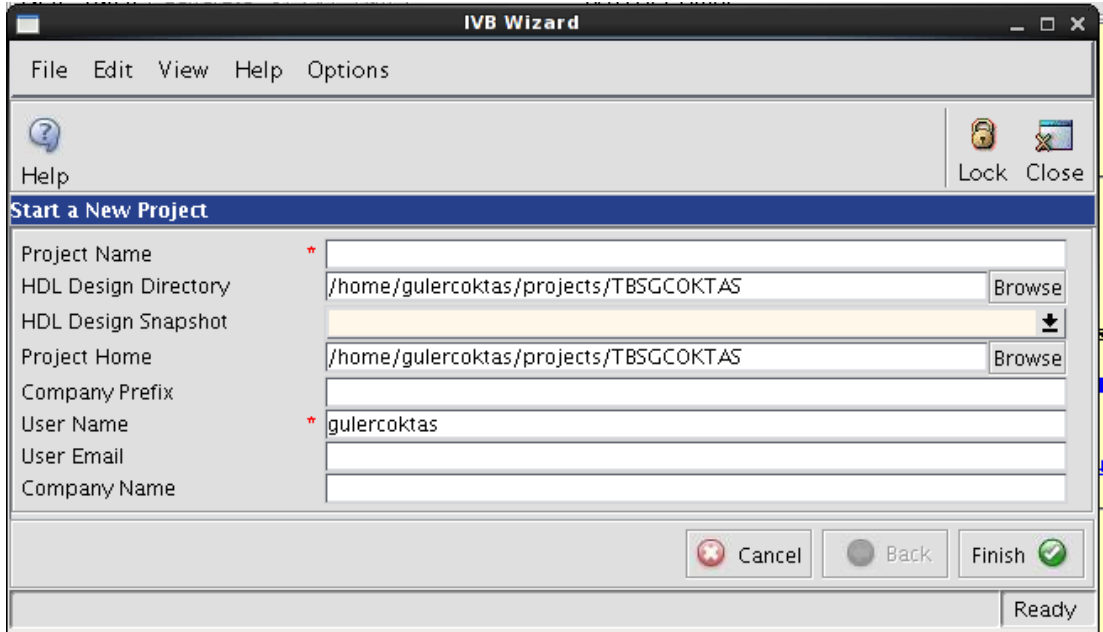 IVB Wizard
File Edit View Help Options
Help Lock Close
Start a New Project
Project Name *
HDL Design Directory /home/gulercoktas/projects/TBSGCOKTAS Browse
HDL Design Snapshot
Project Home /home/gulercoktas/projects/TBSGCOKTAS Browse
Company Prefix
User Name * gulercoktas
User Email
Company Name
Cancel Back Finish
Ready